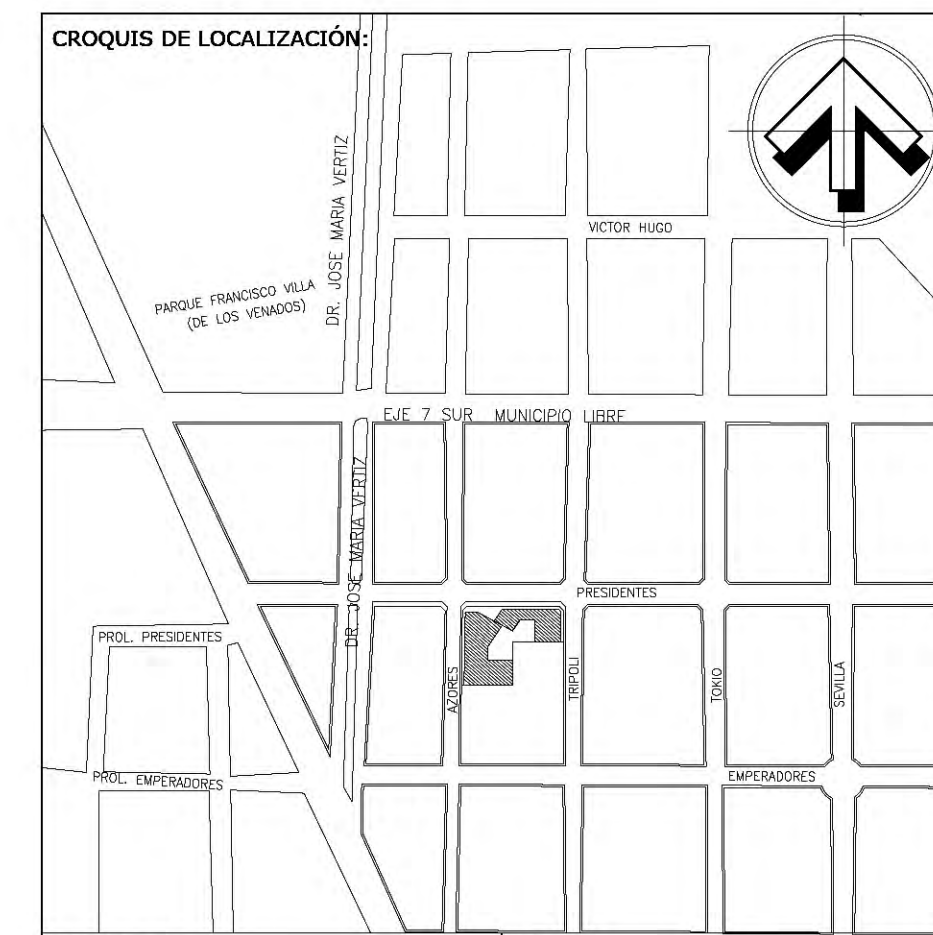 CROQUIS DE LOCALIZACIÓN:
DR. JOSE MARIA VERTIZ
VICTOR HUGO
PARQUE FRANCISCO VILLA
(DE LOS VENADOS)
EJE 7 SUR MUNICIPIO LIBRE
DR. JOSE MARIA VERTIZ
PRESIDENTES
PROL. PRESIDENTES
AZORES
TRIPOLI
TOKIO
SEVILLA
PROL. EMPERADORES
EMPERADORES